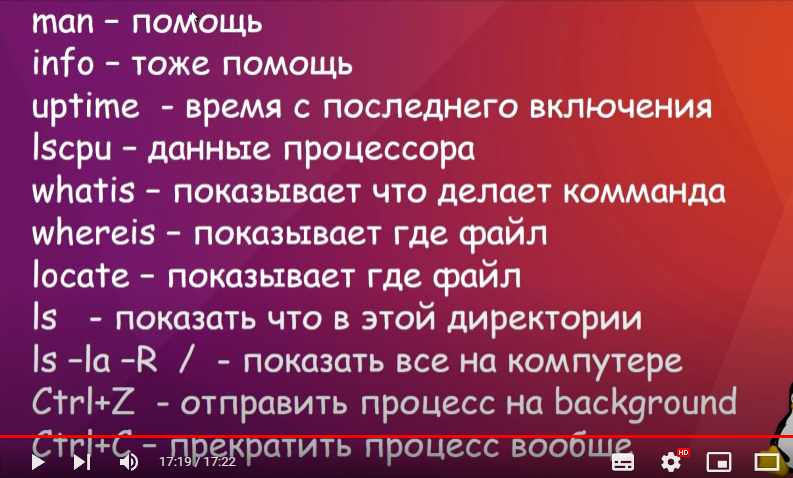 man – помощь
info – тоже помощь
uptime - время с последнего включения
lscpu – данные процессора
whatis – показывает что делает комманда
whereis – показывает где файл
locate – показывает где файл
ls - показать что в этой директории
ls –la –R / - показать все на компутере
Ctrl+Z - отправить процесс на background
Ctrl+C – прекратить процесс вообще
17:19 / 17:22
HD